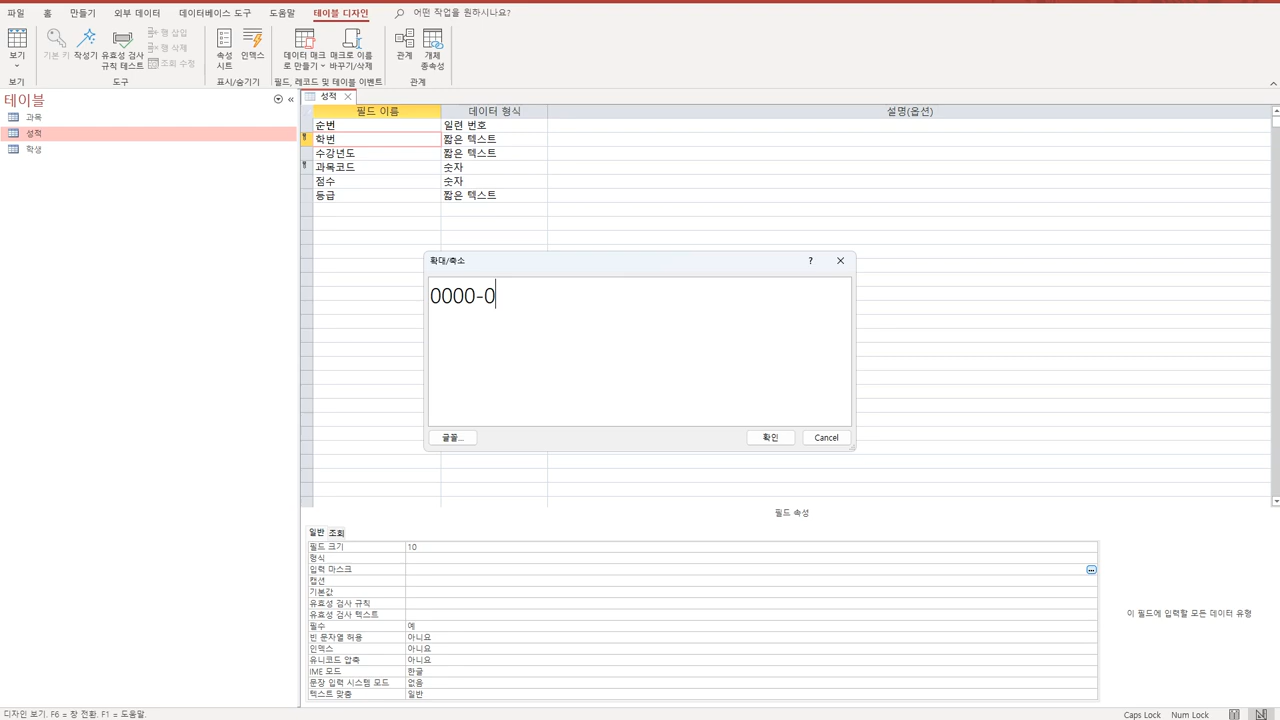 파일 홈 만들기 외부 데이터 데이터베이스 도구 도움말 테이블 디자인 어떤 작업을 원하시나요?
보기 기본 키 작성기 유효성 검사 규칙 테스트 행 삽입 행 삭제 조회 수정 속성 시트 인덱스 데이터 매크로 만들기 매크로 이름 바꾸기/삭제 관계 개체 종속성
보기 도구 표시/숨기기 필드, 레코드 및 테이블 이벤트 관계
테이블 «
과목
성적
학생
성적
필드 이름 데이터 형식 설명(옵션)
순번 일련 번호
학번 짧은 텍스트
수강년도 짧은 텍스트
과목코드 숫자
점수 숫자
등급 짧은 텍스트
확대/축소 ?
0000-0
글꼴... 확인 Cancel
필드 속성
일반 조회
필드 크기 10
형식
입력 마스크 ...
캡션
기본값
유효성 검사 규칙
유효성 검사 텍스트
필수 예
빈 문자열 허용 아니요
인덱스 아니요
유니코드 압축 아니요
IME 모드 한글
문장 입력 시스템 모드 없음
텍스트 맞춤 일반
이 필드에 입력할 모든 데이터 유형
디자인 보기. F6 = 창 전환. F1 = 도움말. Caps Lock Num Lock